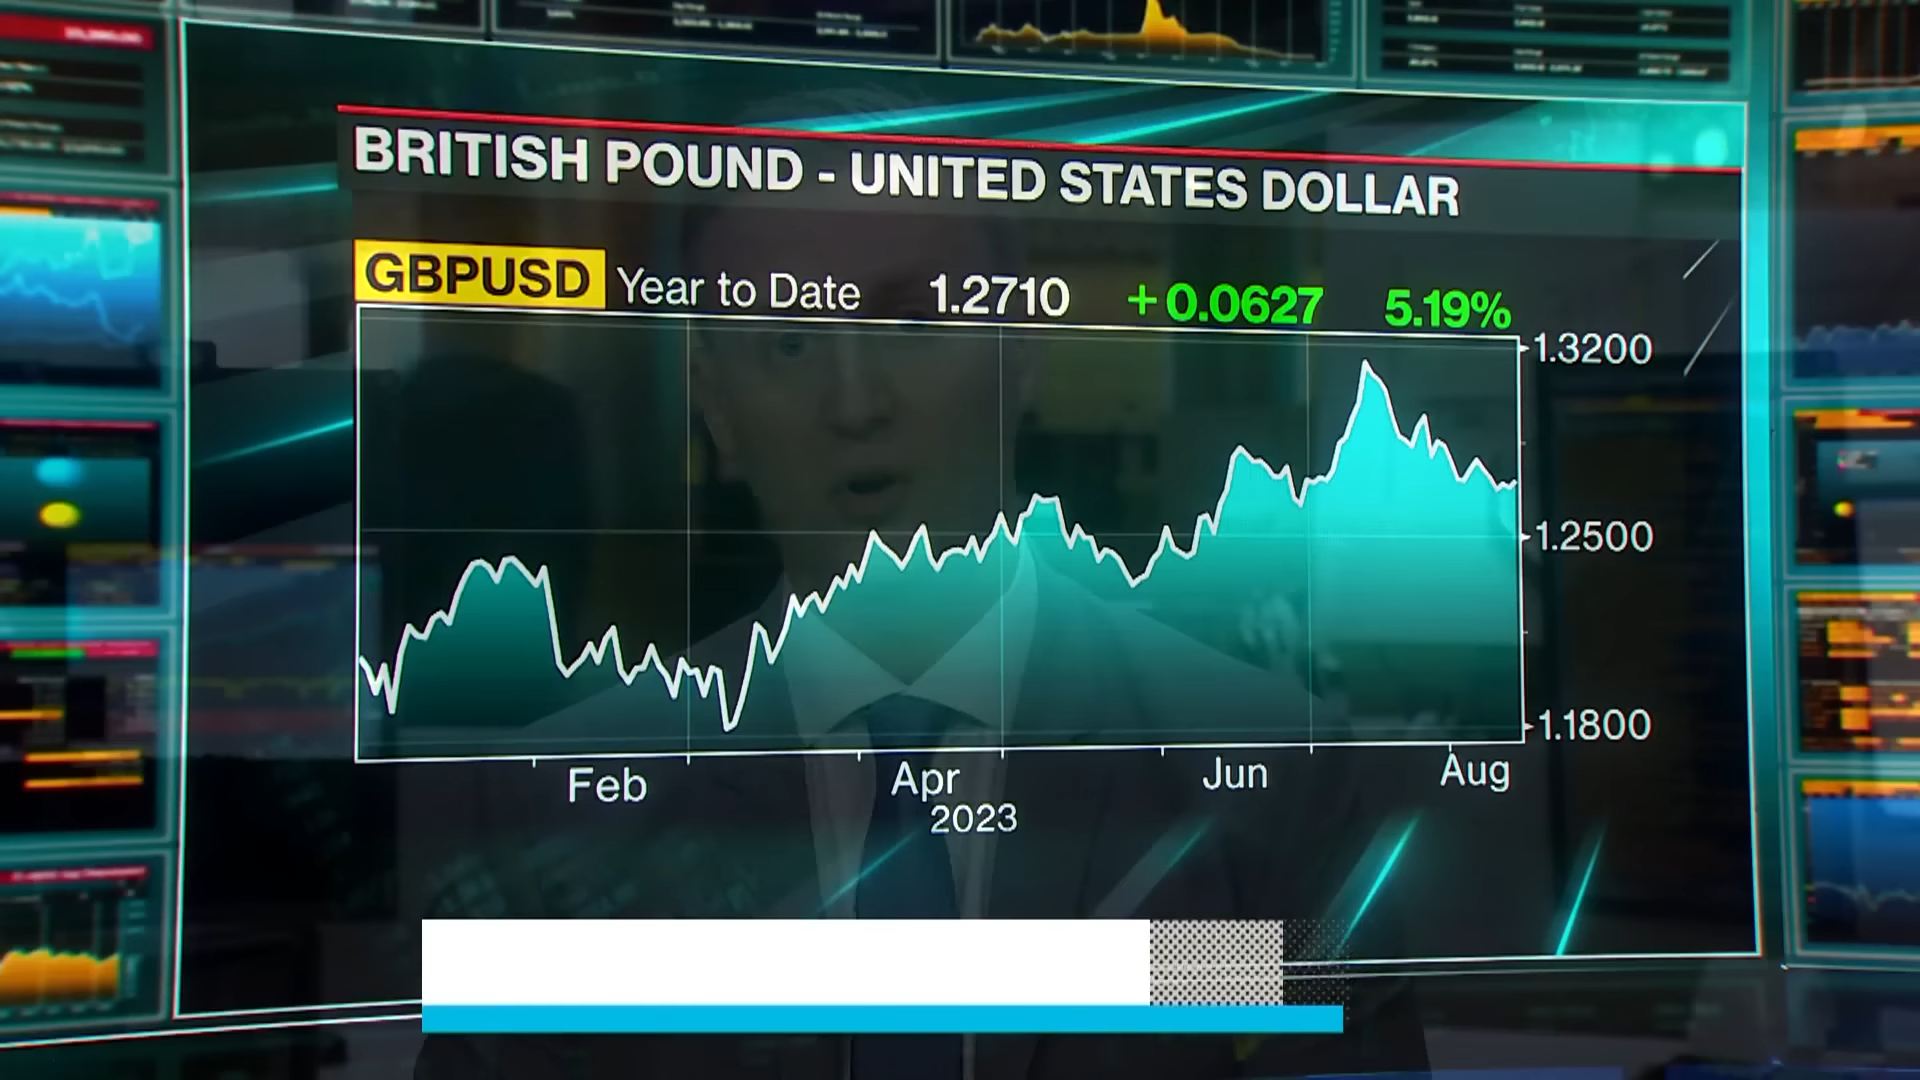 BRITISH POUND - UNITED STATES DOLLAR
GBPUSD Year to Date 1.2710 +0.0627 5.19%
1.3200
1.2500
1.1800
Feb Apr Jun Aug
2023